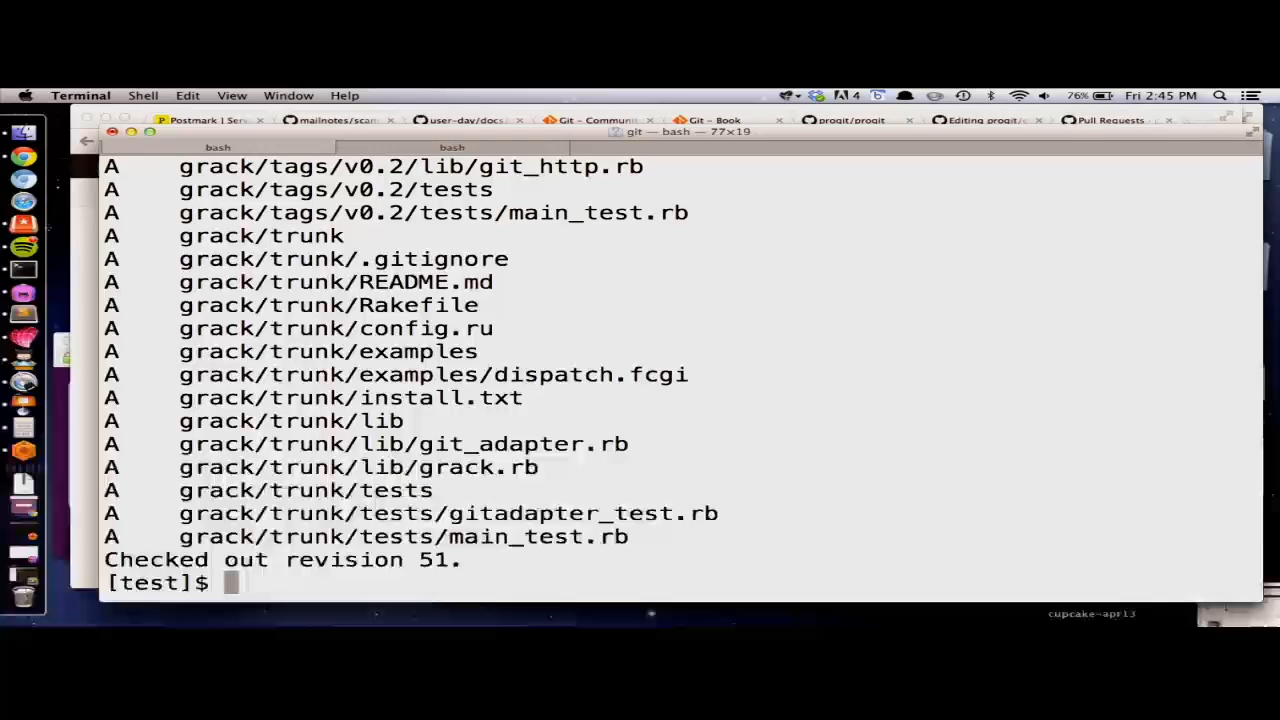 Terminal Shell Edit View Window Help 4 76% Fri 2:45 PM
Postmark | Serv mailnotes/scan user-day/docs Git - Communi Git - Book progit/progit Editing progit/ Pull Requests
git — bash — 77×19
bash bash
A grack/tags/v0.2/lib/git_http.rb
A grack/tags/v0.2/tests
A grack/tags/v0.2/tests/main_test.rb
A grack/trunk
A grack/trunk/.gitignore
A grack/trunk/README.md
A grack/trunk/Rakefile
A grack/trunk/config.ru
A grack/trunk/examples
A grack/trunk/examples/dispatch.fcgi
A grack/trunk/install.txt
A grack/trunk/lib
A grack/trunk/lib/git_adapter.rb
A grack/trunk/lib/grack.rb
A grack/trunk/tests
A grack/trunk/tests/gitadapter_test.rb
A grack/trunk/tests/main_test.rb
Checked out revision 51.
[test]$
cupcake-apr13